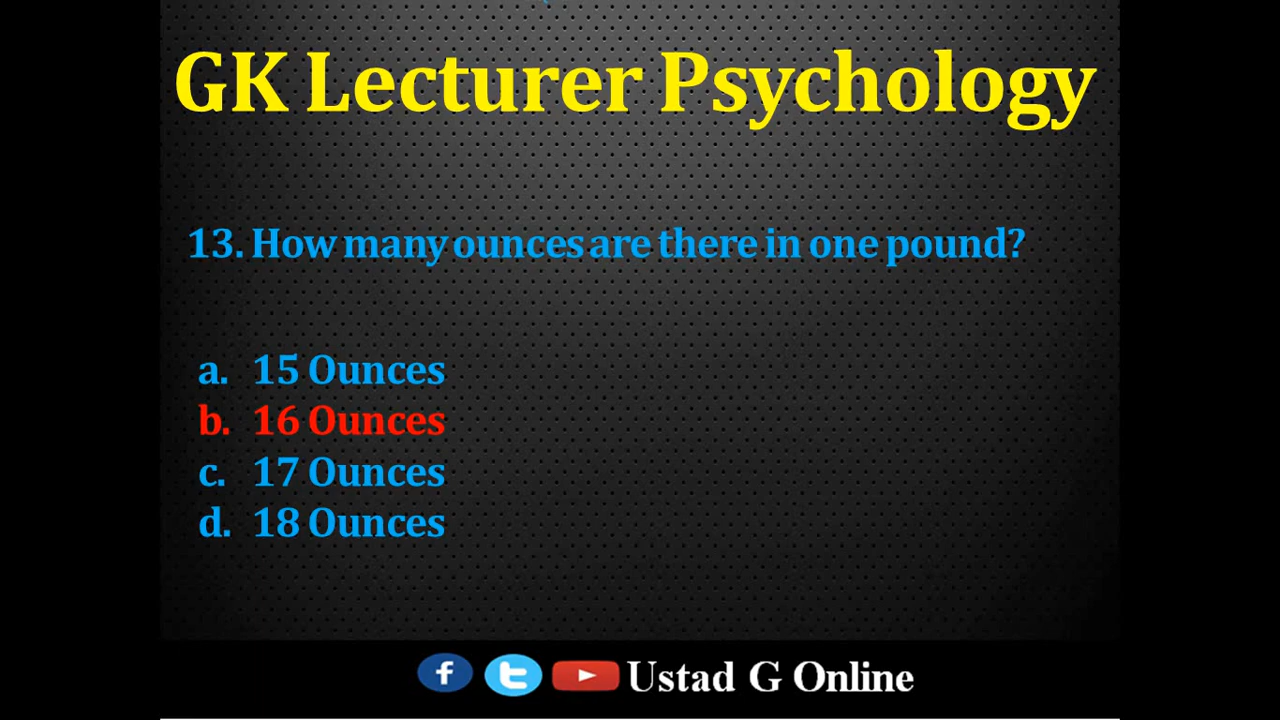 GK Lecturer Psychology
13. How many ounces are there in one pound?
a. 15 Ounces
b. 16 Ounces
c. 17 Ounces
d. 18 Ounces
Ustad G Online